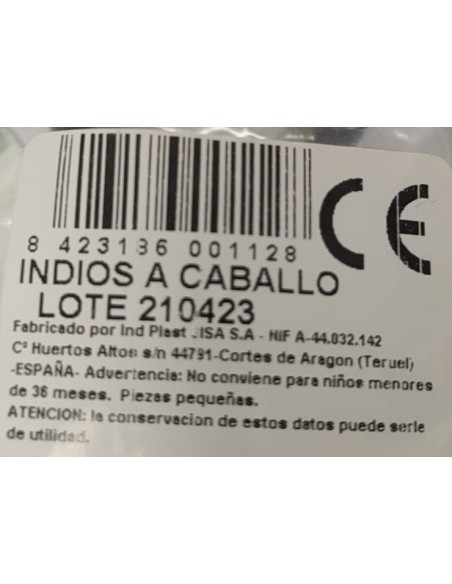 CE
8 423186 001128
INDIOS A CABALLO
LOTE 210423
Fabricado por Ind Plast JISA S.A - NIF A-44.032.142
Cª Huertos Altos s/n 44791-Cortes de Aragon (Teruel)
-ESPAÑA- Advertencia: No conviene para niños menores
de 36 meses. Piezas pequeñas.
ATENCION: la conservacion de estos datos puede serle
de utilidad.